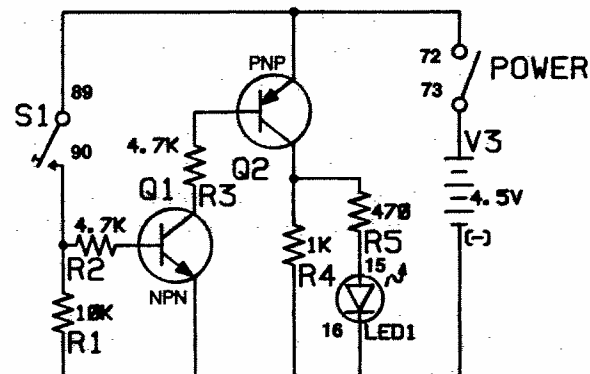 PNP
72
POWER
73
89
S1
90
4.7K
Q2
V3
4.5V
Q1
R3
4.7K
470
(-)
R2
1K
R5
R4
15
NPN
10K
R1
16
LED1